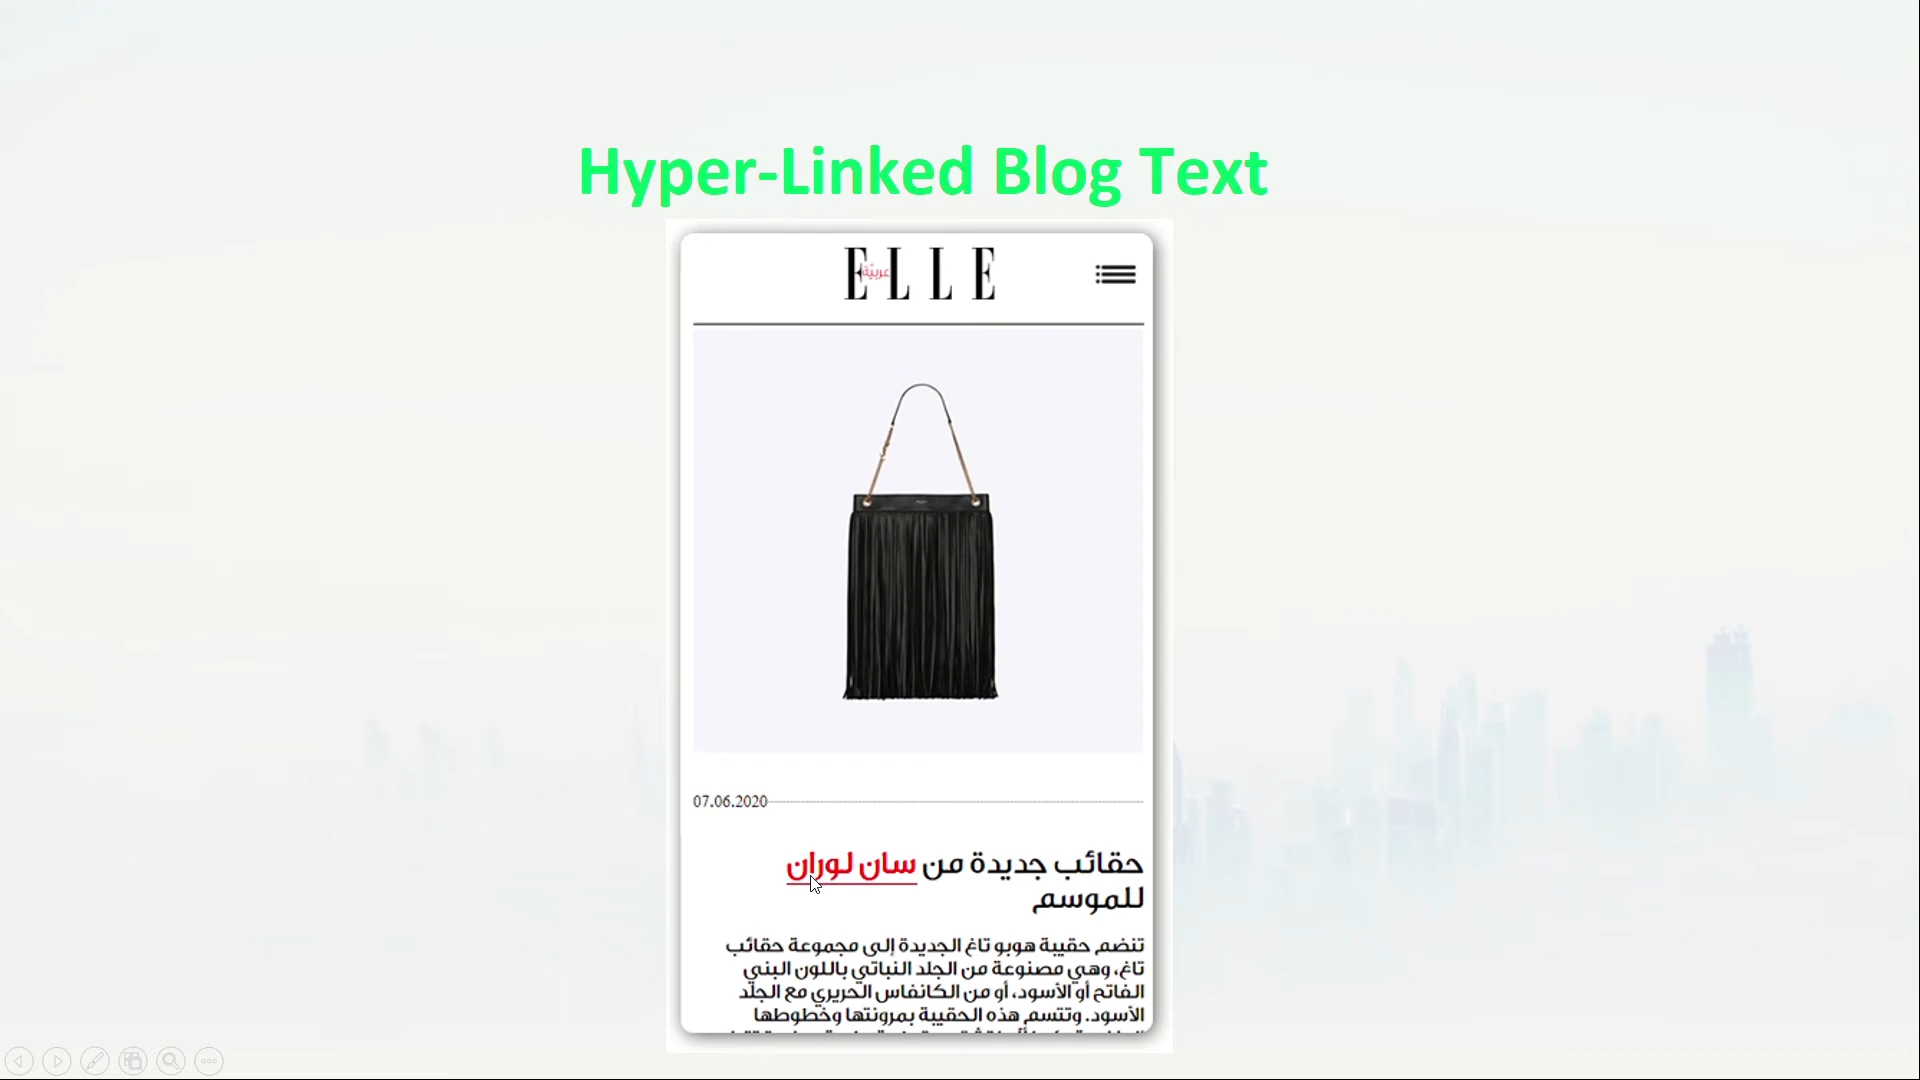 Hyper-Linked Blog Text
ELLE
عربيّة
07.06.2020
حقائب جديدة من سان لوران
للموسم
تنضم حقيبة هوبو تاغ الجديدة إلى مجموعة حقائب
تاغ، وهي مصنوعة من الجلد النباتي باللون البني
الفاتح أو الأسود، أو من الكانفاس الحريري مع الجلد
الأسود. وتتسم هذه الحقيبة بمرونتها وخطوطها